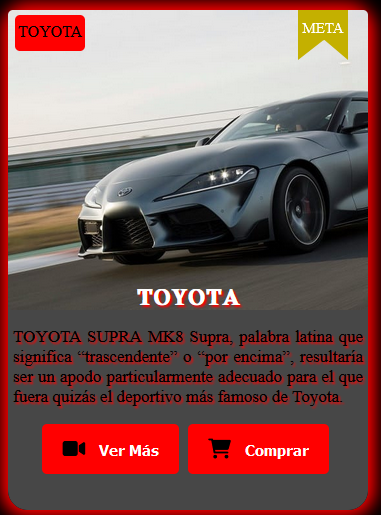 TOYOTA
META
TOYOTA
TOYOTA SUPRA MK8 Supra, palabra latina que
significa “trascendente” o “por encima”, resultaría
ser un apodo particularmente adecuado para el que
fuera quizás el deportivo más famoso de Toyota.
Ver Más
Comprar